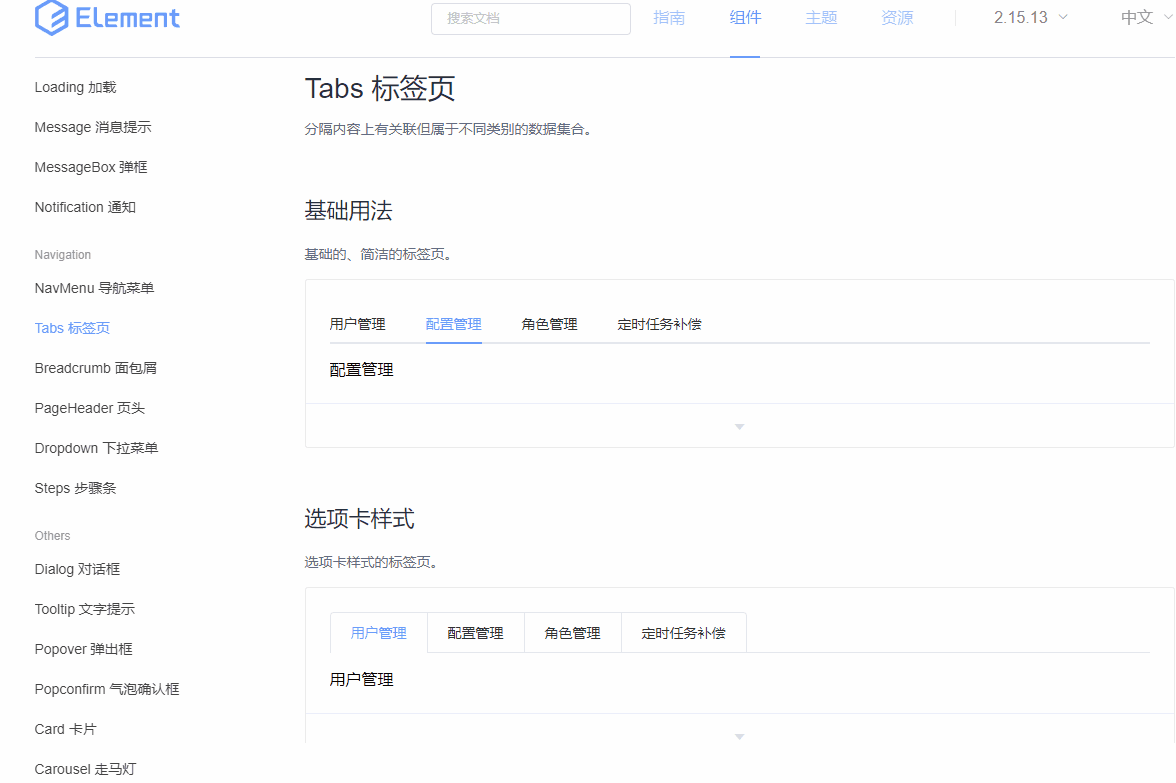 Element
搜索文档
指南
组件
主题
资源
2.15.13
中文
Loading 加载
Message 消息提示
MessageBox 弹框
Notification 通知
Navigation
NavMenu 导航菜单
Tabs 标签页
Breadcrumb 面包屑
PageHeader 页头
Dropdown 下拉菜单
Steps 步骤条
Others
Dialog 对话框
Tooltip 文字提示
Popover 弹出框
Popconfirm 气泡确认框
Card 卡片
Carousel 走马灯
Tabs 标签页
分隔内容上有关联但属于不同类别的数据集合。
基础用法
基础的、简洁的标签页。
用户管理
配置管理
角色管理
定时任务补偿
配置管理
选项卡样式
选项卡样式的标签页。
用户管理
配置管理
角色管理
定时任务补偿
用户管理